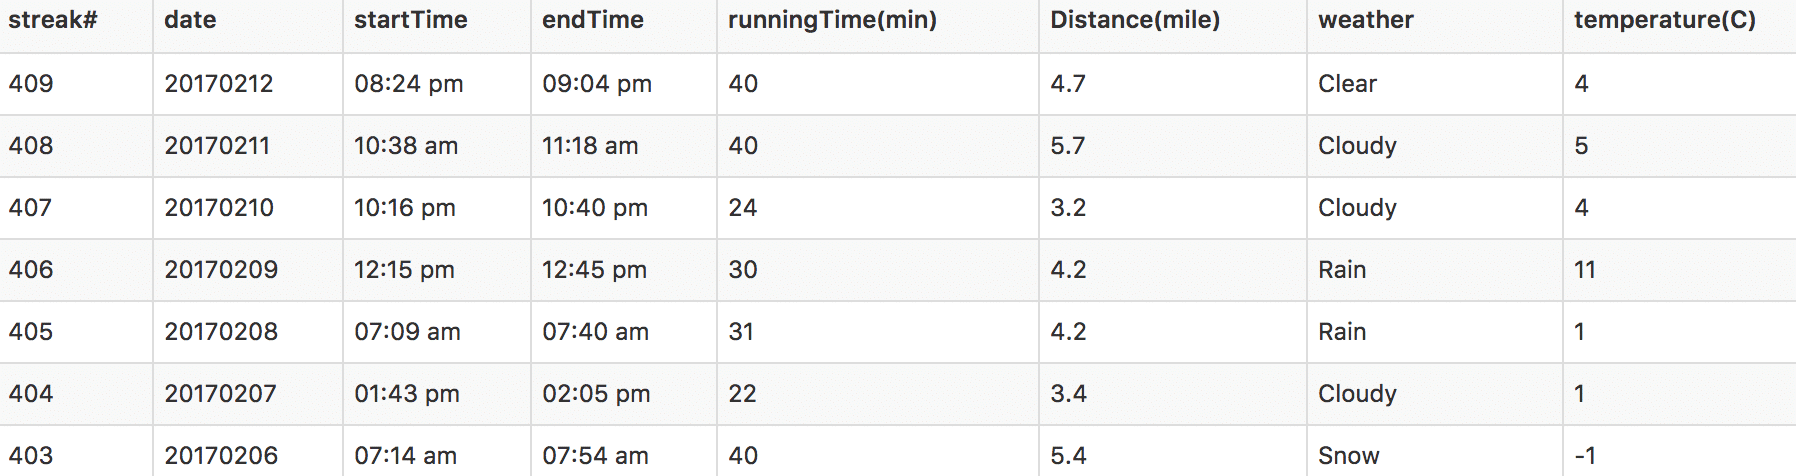 streak# date startTime endTime runningTime(min) Distance(mile) weather temperature(C)
409 20170212 08:24 pm 09:04 pm 40 4.7 Clear 4
408 20170211 10:38 am 11:18 am 40 5.7 Cloudy 5
407 20170210 10:16 pm 10:40 pm 24 3.2 Cloudy 4
406 20170209 12:15 pm 12:45 pm 30 4.2 Rain 11
405 20170208 07:09 am 07:40 am 31 4.2 Rain 1
404 20170207 01:43 pm 02:05 pm 22 3.4 Cloudy 1
403 20170206 07:14 am 07:54 am 40 5.4 Snow -1